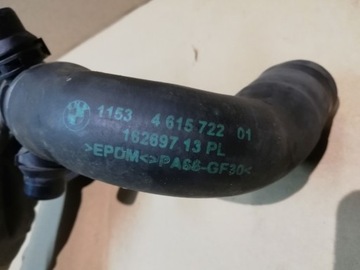 1153 4 615 722 01
162697 13 PL
>EPDM<>PA66-GF30<